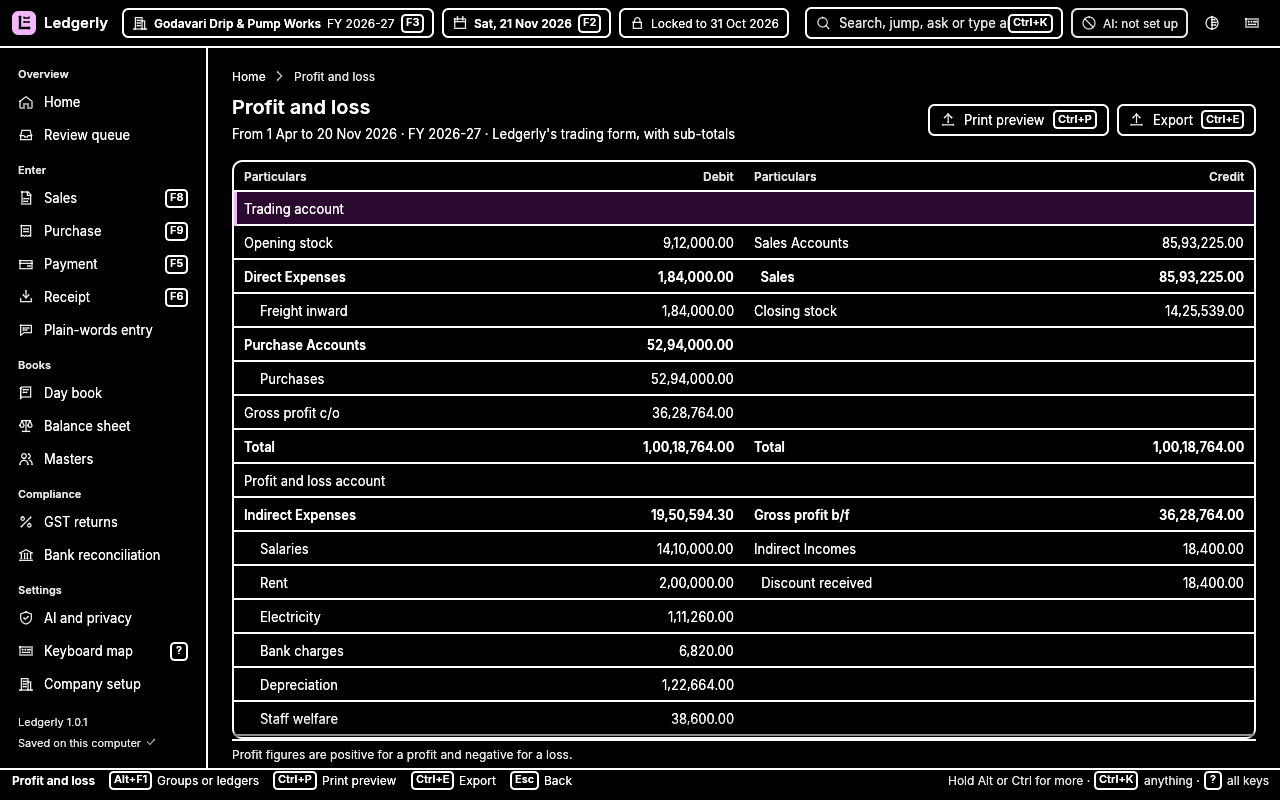 Ledgerly
Godavari Drip & Pump Works FY 2026-27 F3
Sat, 21 Nov 2026 F2
Locked to 31 Oct 2026
Search, jump, ask or type a Ctrl+K
AI: not set up
Overview
Home
Review queue
Enter
Sales F8
Purchase F9
Payment F5
Receipt F6
Plain-words entry
Books
Day book
Balance sheet
Masters
Compliance
GST returns
Bank reconciliation
Settings
AI and privacy
Keyboard map ?
Company setup
Ledgerly 1.0.1
Saved on this computer
Home Profit and loss
Profit and loss
From 1 Apr to 20 Nov 2026 · FY 2026-27 · Ledgerly's trading form, with sub-totals
Print preview Ctrl+P
Export Ctrl+E
Particulars Debit Particulars Credit
Trading account
Opening stock 9,12,000.00 Sales Accounts 85,93,225.00
Direct Expenses 1,84,000.00 Sales 85,93,225.00
Freight inward 1,84,000.00 Closing stock 14,25,539.00
Purchase Accounts 52,94,000.00
Purchases 52,94,000.00
Gross profit c/o 36,28,764.00
Total 1,00,18,764.00 Total 1,00,18,764.00
Profit and loss account
Indirect Expenses 19,50,594.30 Gross profit b/f 36,28,764.00
Salaries 14,10,000.00 Indirect Incomes 18,400.00
Rent 2,00,000.00 Discount received 18,400.00
Electricity 1,11,260.00
Bank charges 6,820.00
Depreciation 1,22,664.00
Staff welfare 38,600.00
Profit figures are positive for a profit and negative for a loss.
Profit and loss Alt+F1 Groups or ledgers Ctrl+P Print preview Ctrl+E Export Esc Back
Hold Alt or Ctrl for more · Ctrl+K anything · ? all keys